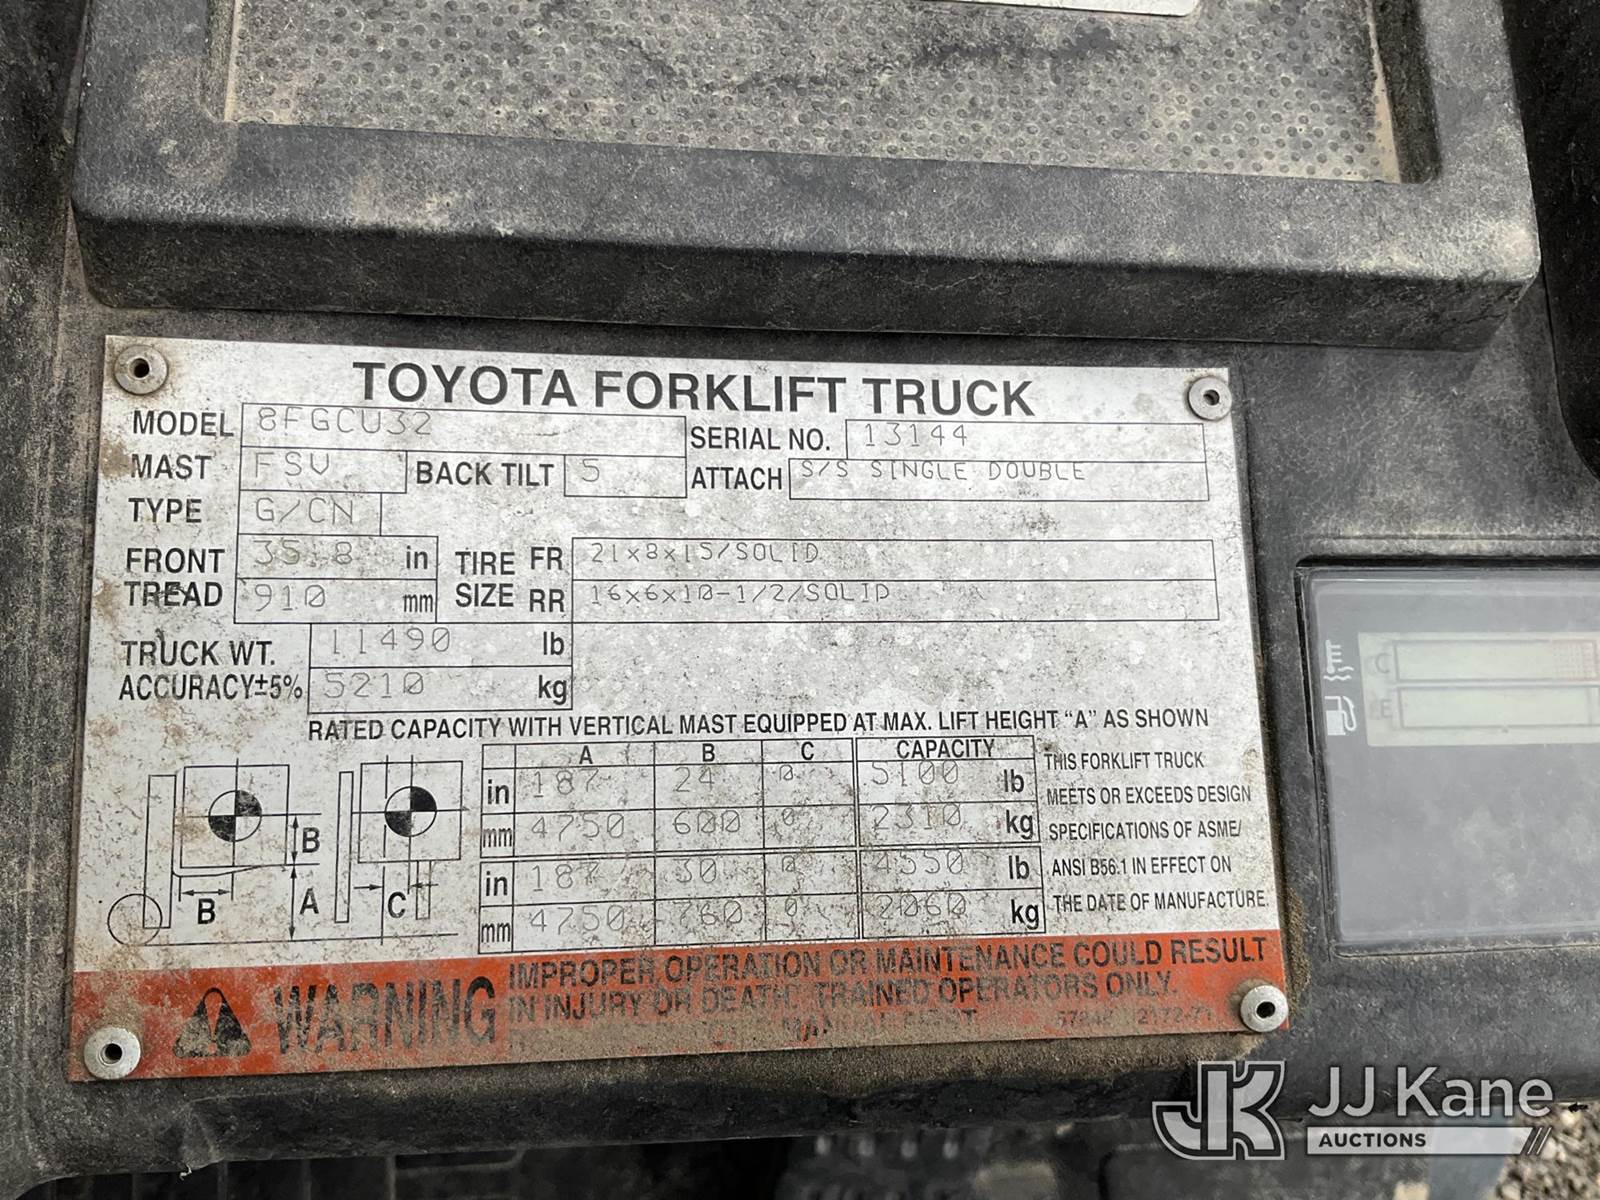 TOYOTA FORKLIFT TRUCK
MODEL 8FGCU32 SERIAL NO. 13144
MAST FSV BACK TILT 5 ATTACH S/S SINGLE DOUBLE
TYPE G/CN
FRONT TREAD 35.8 in
910 mm
TIRE SIZE FR 21x8x15/SOLID
RR 16x6x10-1/2/SOLID
TRUCK WT. 11490 lb
ACCURACY±5% 5210 kg
RATED CAPACITY WITH VERTICAL MAST EQUIPPED AT MAX. LIFT HEIGHT "A" AS SHOWN
A B C CAPACITY
in 187 24 0 5100 lb
mm 4750 600 0 2310 kg
in 187 30 0 4550 lb
mm 4750 760 0 2060 kg
THIS FORKLIFT TRUCK
MEETS OR EXCEEDS DESIGN
SPECIFICATIONS OF ASME/
ANSI B56.1 IN EFFECT ON
THE DATE OF MANUFACTURE.
B
B A C
WARNING
IMPROPER OPERATION OR MAINTENANCE COULD RESULT
IN INJURY OR DEATH. TRAINED OPERATORS ONLY.
MANUAL FIRST.
C
E
JK JJ Kane
AUCTIONS